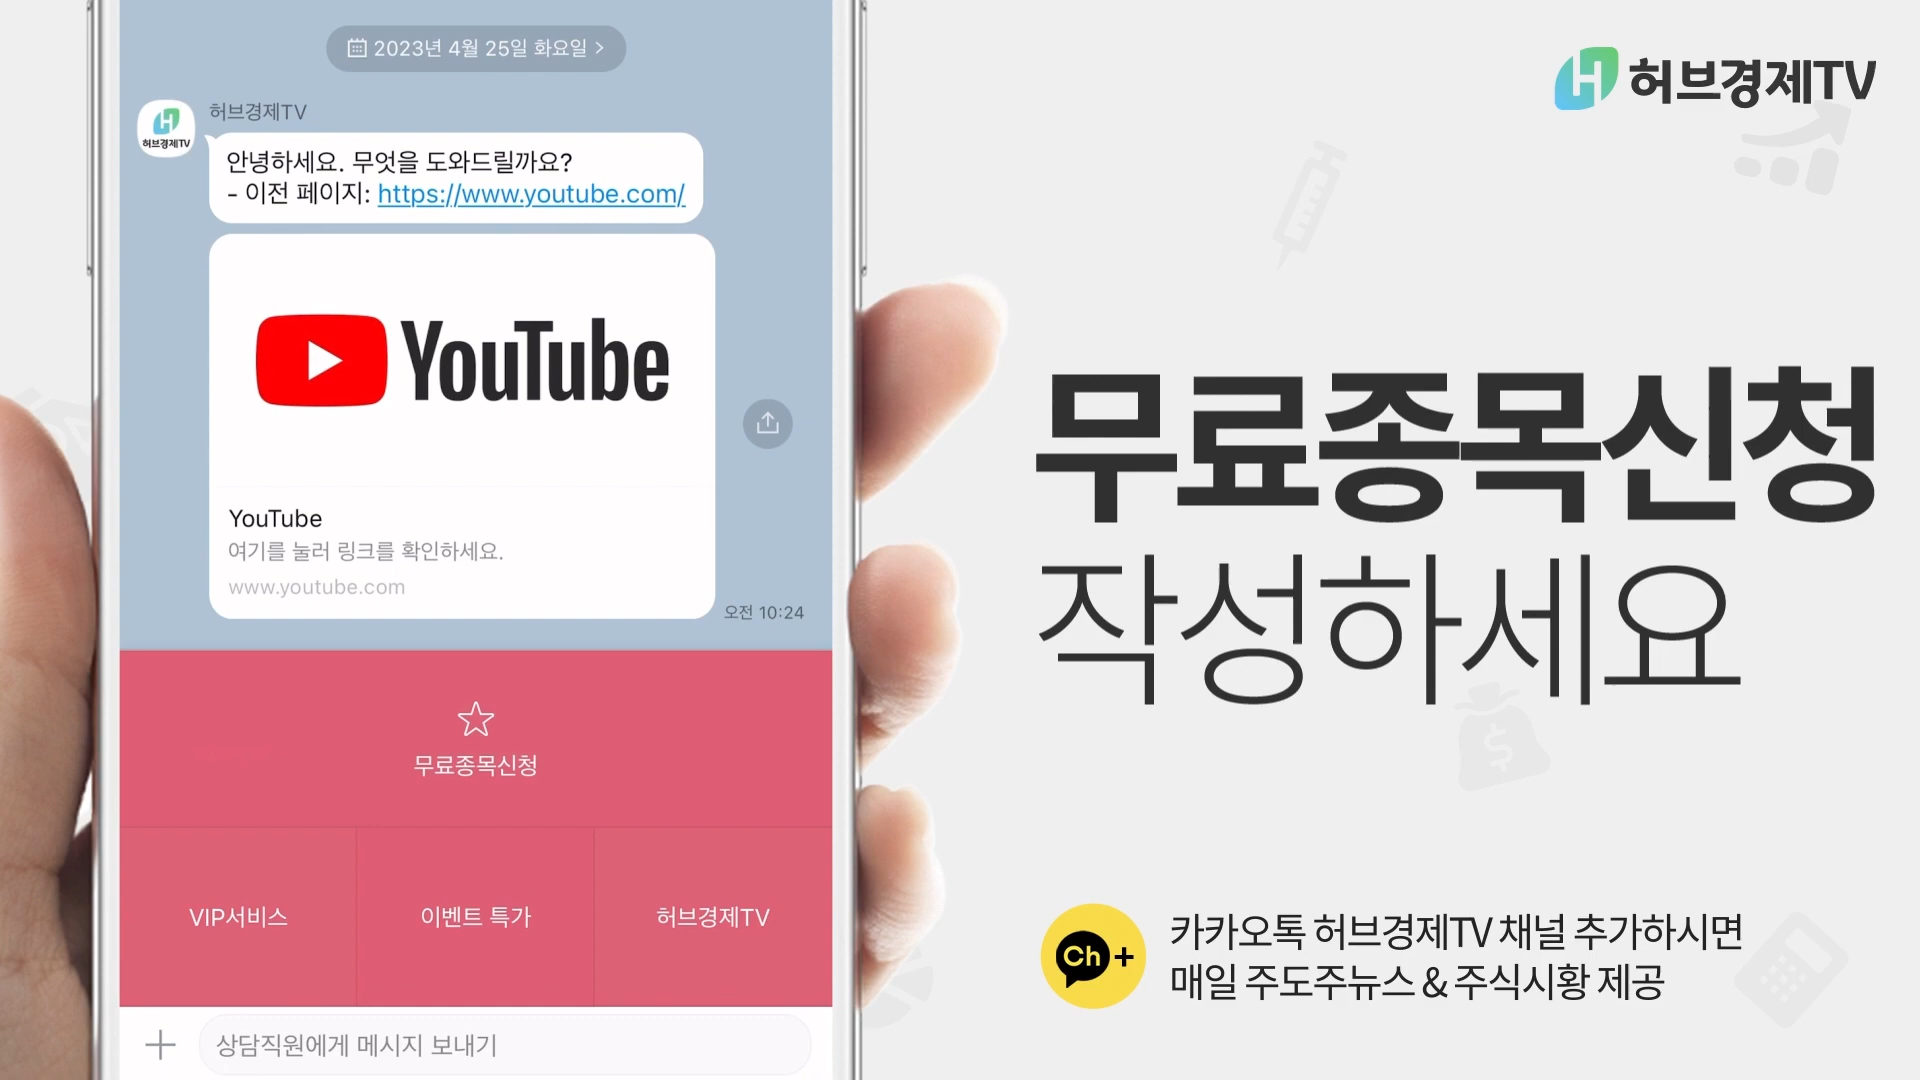 2023년 4월 25일 화요일 >
허브경제TV
허브경제TV
안녕하세요. 무엇을 도와드릴까요?
- 이전 페이지: https://www.youtube.com/
YouTube
YouTube
여기를 눌러 링크를 확인하세요.
www.youtube.com
오전 10:24
무료종목신청
VIP서비스
이벤트 특가
허브경제TV
상담직원에게 메시지 보내기
허브경제TV
무료종목신청
작성하세요
Ch+
카카오톡 허브경제TV 채널 추가하시면
매일 주도주뉴스 & 주식시황 제공